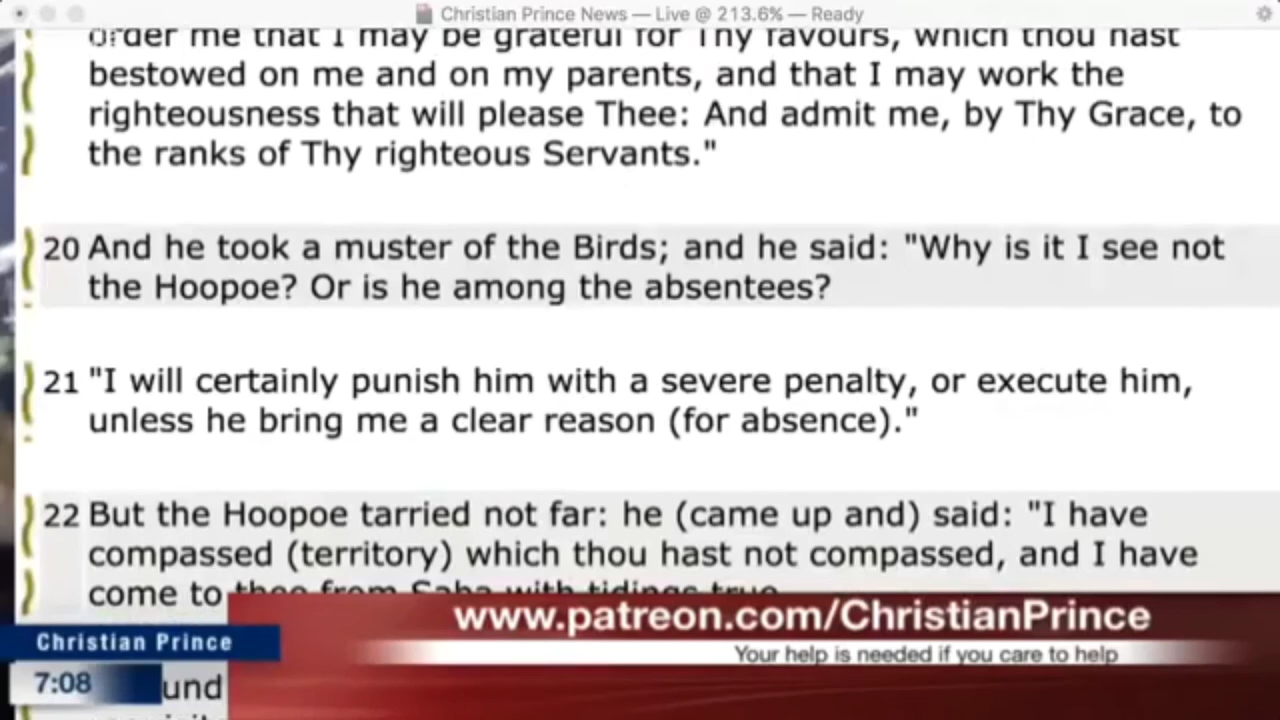 Christian Prince News — Live @ 213.6% — Ready
order me that I may be grateful for Thy favours, which thou hast
bestowed on me and on my parents, and that I may work the
righteousness that will please Thee: And admit me, by Thy Grace, to
the ranks of Thy righteous Servants."
20 And he took a muster of the Birds; and he said: "Why is it I see not
the Hoopoe? Or is he among the absentees?
21 "I will certainly punish him with a severe penalty, or execute him,
unless he bring me a clear reason (for absence)."
22 But the Hoopoe tarried not far: he (came up and) said: "I have
compassed (territory) which thou hast not compassed, and I have
come to thee from Saba with tidings true.
www.patreon.com/ChristianPrince
Christian Prince
Your help is needed if you care to help
7:08
und